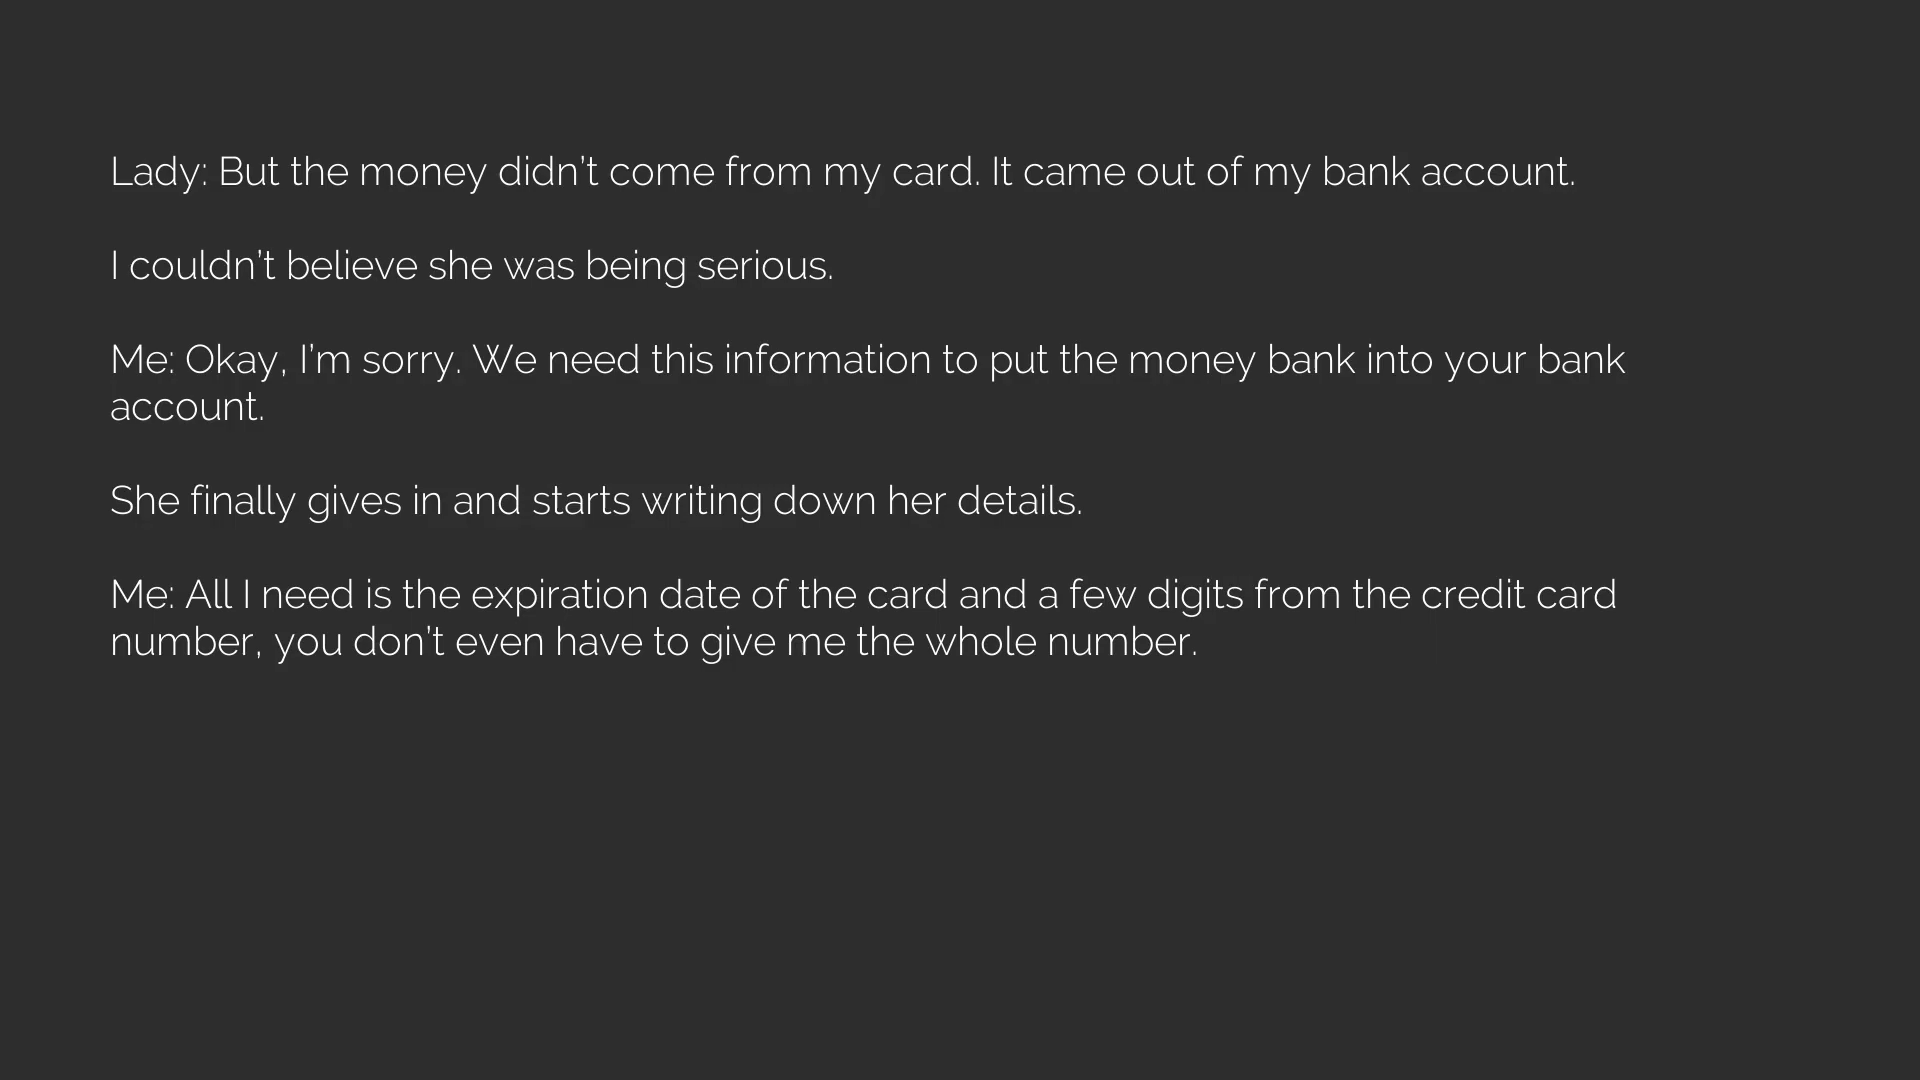 Lady: But the money didn't come from my card. It came out of my bank account.
I couldn't believe she was being serious.
Me: Okay, I'm sorry. We need this information to put the money bank into your bank
account.
She finally gives in and starts writing down her details.
Me: All I need is the expiration date of the card and a few digits from the credit card
number, you don't even have to give me the whole number.